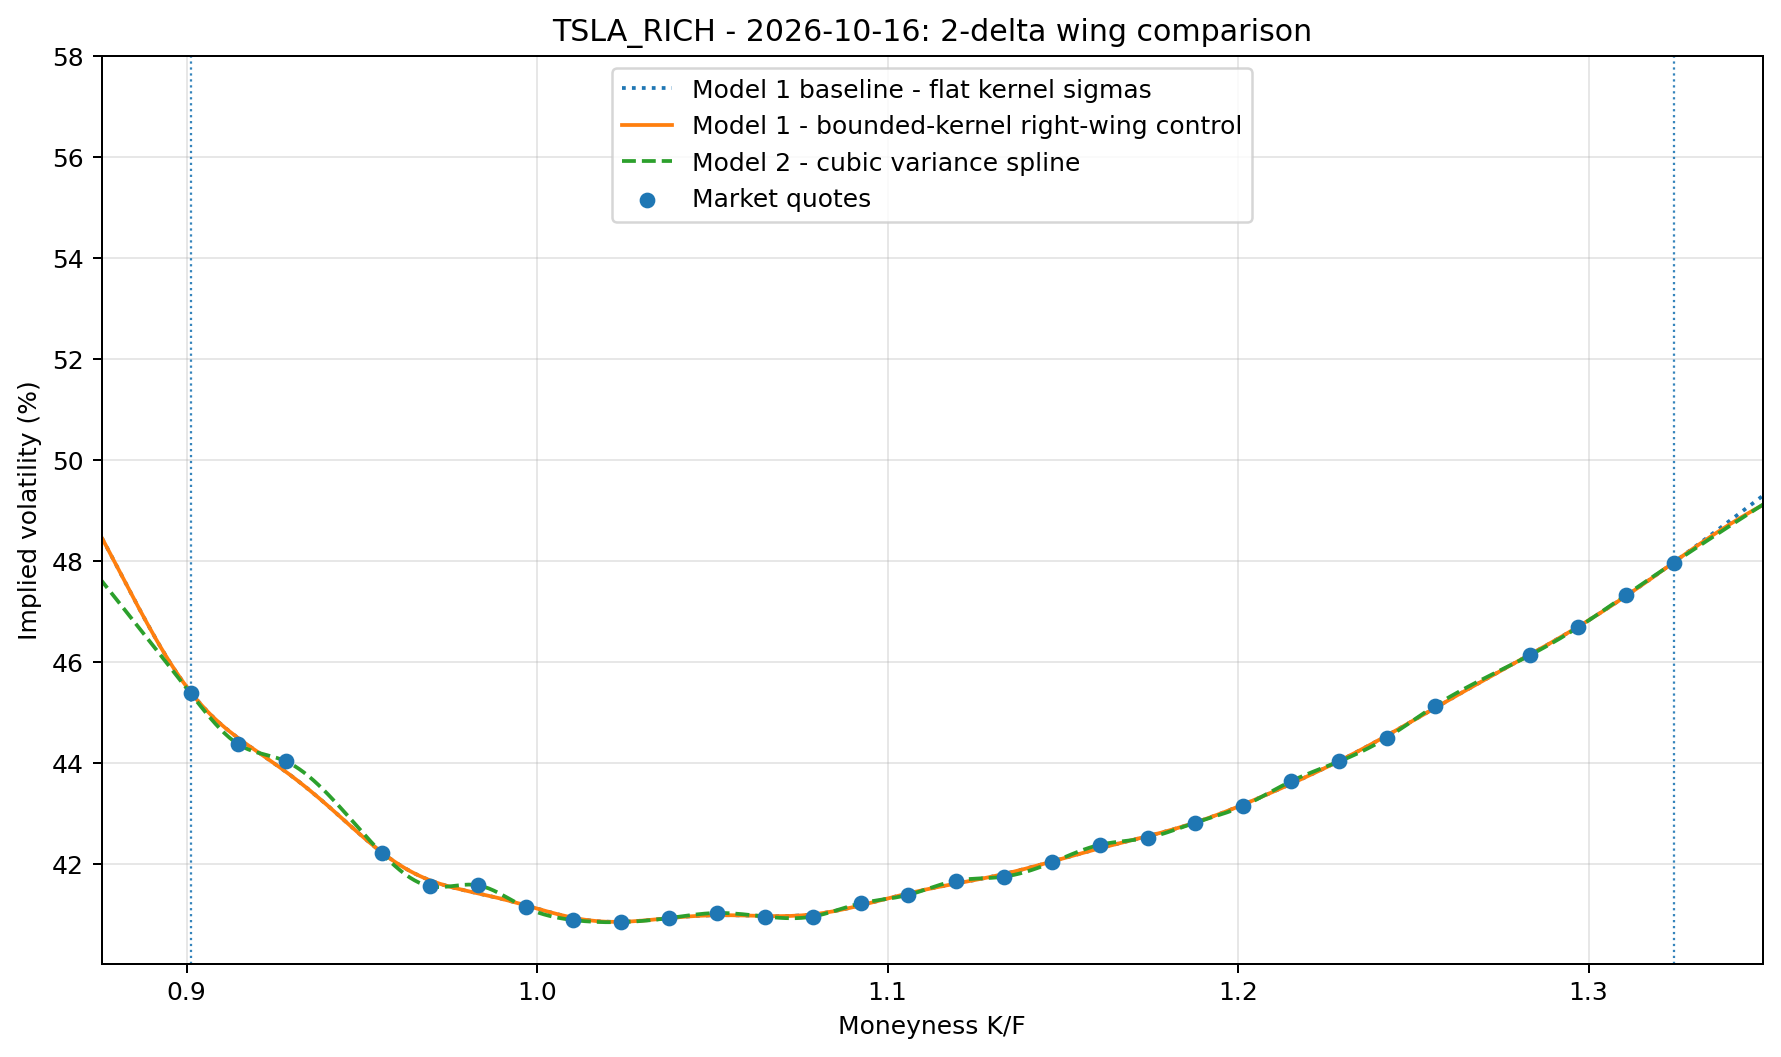 TSLA_RICH - 2026-10-16: 2-delta wing comparison
Model 1 baseline - flat kernel sigmas
Model 1 - bounded-kernel right-wing control
Model 2 - cubic variance spline
Market quotes
Implied volatility (%)
58
56
54
52
50
48
46
44
42
0.9
1.0
1.1
1.2
1.3
Moneyness K/F